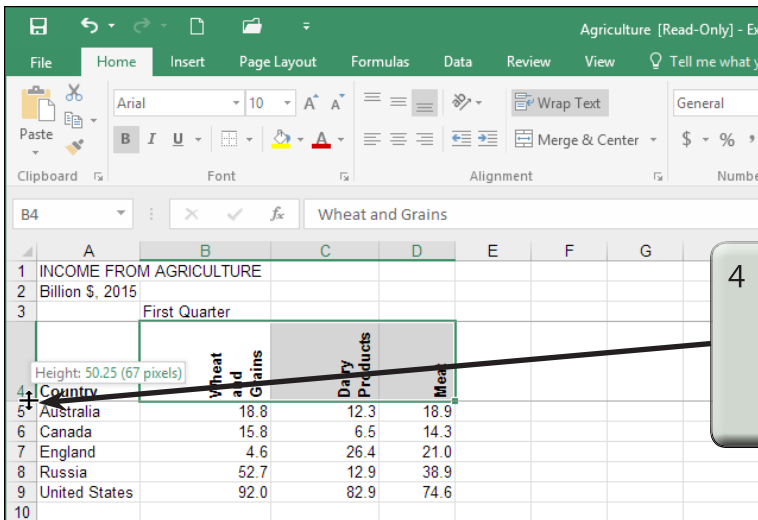 Agriculture [Read-Only] - Ex
File Home Insert Page Layout Formulas Data Review View Tell me what y
Arial 10 A A Wrap Text General
Paste B I U A Merge & Center $ %
Clipboard Font Alignment Numbe
B4 fx Wheat and Grains
A B C D E F G
1 INCOME FROM AGRICULTURE
2 Billion $, 2015
3 First Quarter
Wheat and Grains Dairy Products Meat
Height: 50.25 (67 pixels)
4 Country
5 Australia 18.8 12.3 18.9
6 Canada 15.8 6.5 14.3
7 England 4.6 26.4 21.0
8 Russia 52.7 12.9 38.9
9 United States 92.0 82.9 74.6
10
4